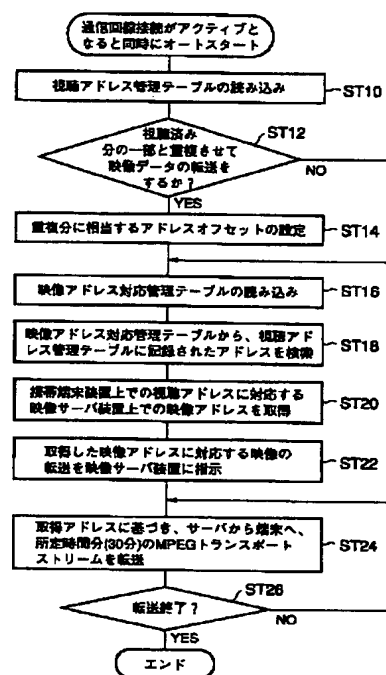 通信回線接続がアクティブと
なると同時にオートスタート
視聴アドレス管理テーブルの読み込み
ST10
視聴済み
分の一部と重複させて
映像データの転送を
するか？
ST12
NO
YES
重複分に相当するアドレスオフセットの設定
ST14
映像アドレス対応管理テーブルの読み込み
ST16
映像アドレス対応管理テーブルから、視聴アド
レス管理テーブルに記録されたアドレスを検索
ST18
携帯端末装置上での視聴アドレスに対応する
映像サーバ装置上での映像アドレスを取得
ST20
取得した映像アドレスに対応する映像の
転送を映像サーバ装置に指示
ST22
取得アドレスに基づき、サーバから端末へ、
所定時間分(30分)のMPEGトランスポート
ストリームを転送
ST24
転送終了？
ST26
NO
YES
エンド